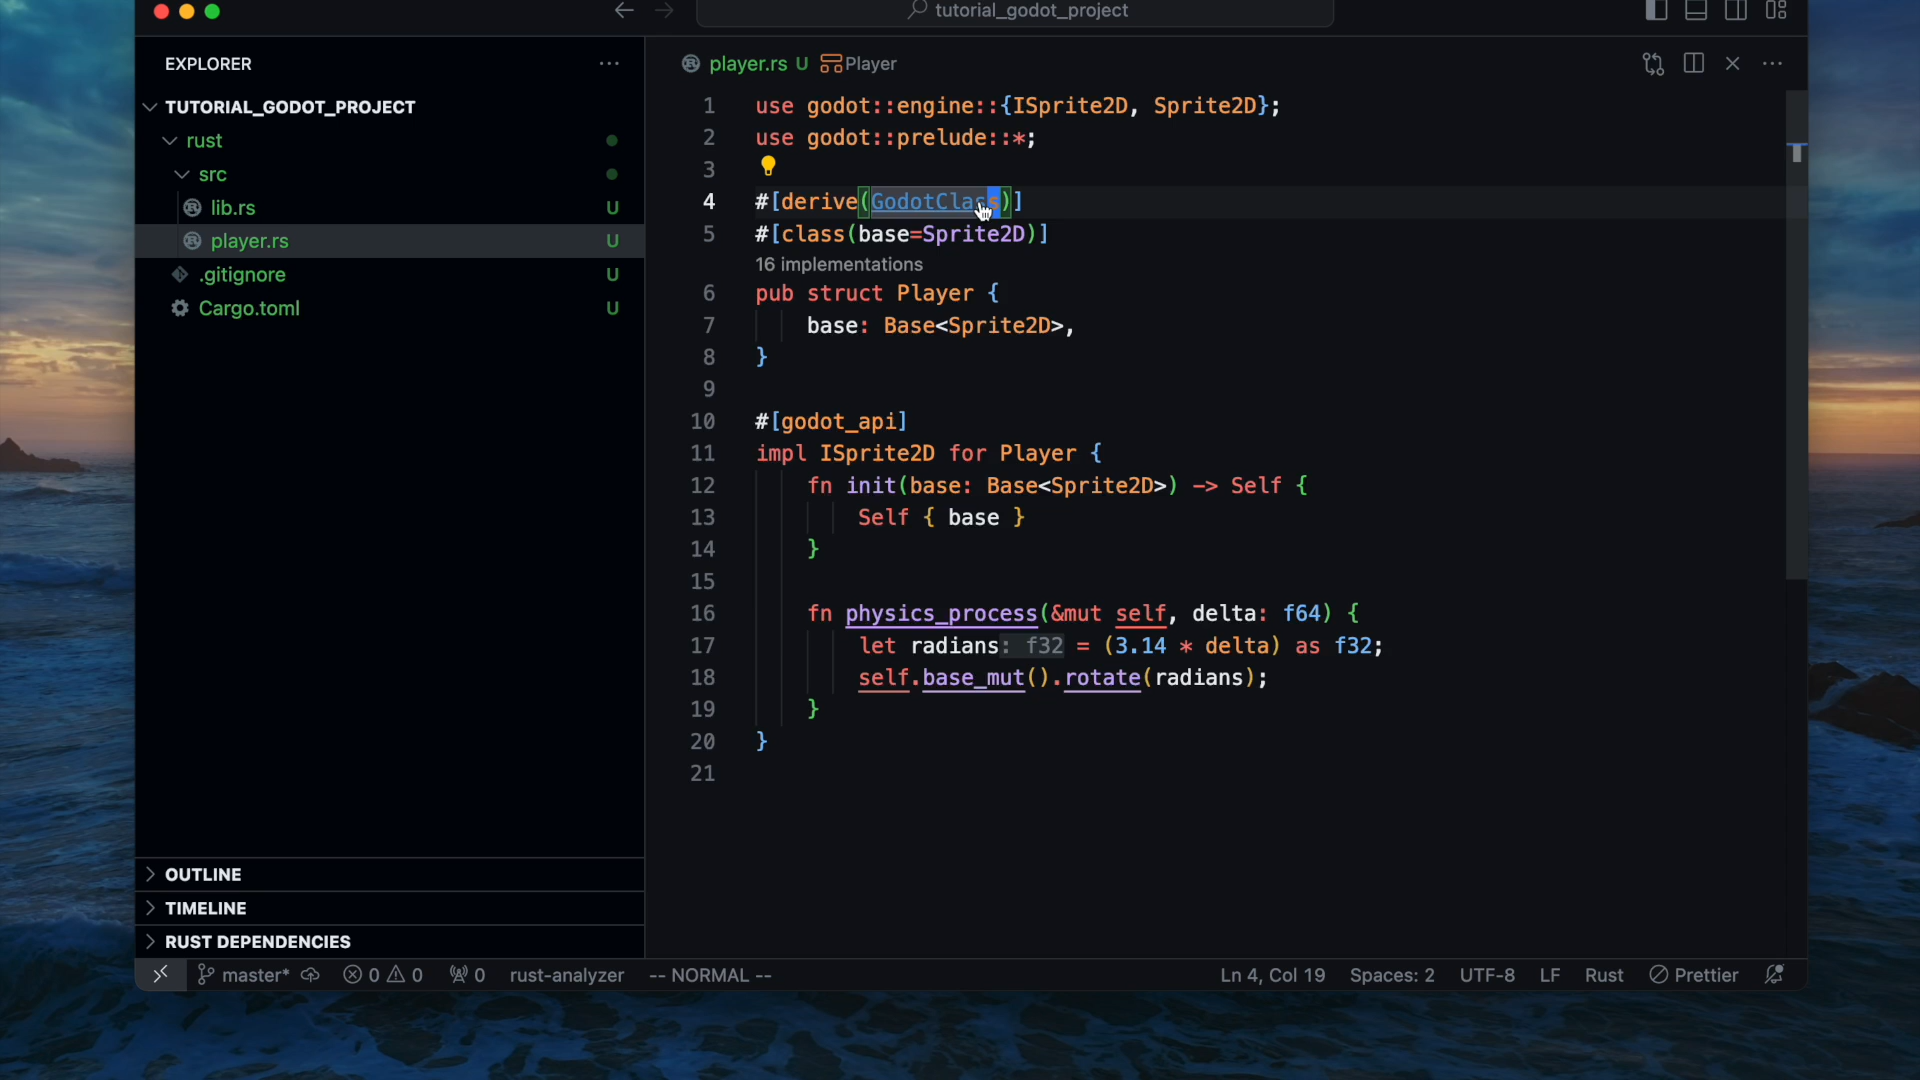 tutorial_godot_project
EXPLORER
TUTORIAL_GODOT_PROJECT
rust
src
lib.rs U
player.rs U
.gitignore U
Cargo.toml U
OUTLINE
TIMELINE
RUST DEPENDENCIES
player.rs U Player
1 use godot::engine::{ISprite2D, Sprite2D};
2 use godot::prelude::*;
3
4 #[derive(GodotClass)]
5 #[class(base=Sprite2D)]
16 implementations
6 pub struct Player {
7 base: Base<Sprite2D>,
8 }
9
10 #[godot_api]
11 impl ISprite2D for Player {
12 fn init(base: Base<Sprite2D>) -> Self {
13 Self { base }
14 }
15
16 fn physics_process(&mut self, delta: f64) {
17 let radians: f32 = (3.14 * delta) as f32;
18 self.base_mut().rotate(radians);
19 }
20 }
21
master* 0 0 0 rust-analyzer -- NORMAL -- Ln 4, Col 19 Spaces: 2 UTF-8 LF Rust Prettier